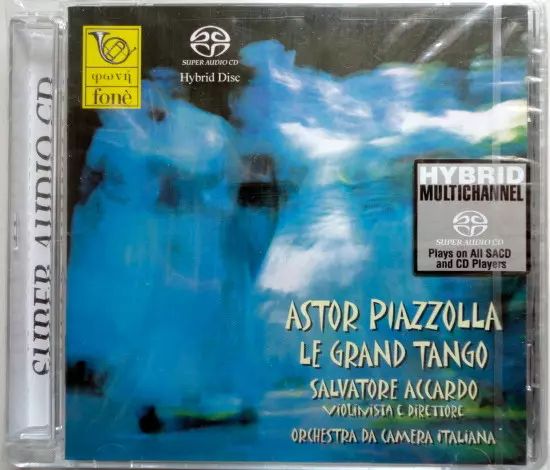 φωνή
fonè
SUPER AUDIO CD
Hybrid Disc
SUPER AUDIO CD
HYBRID
MULTICHANNEL
SUPER AUDIO CD
Plays on All SACD
and CD Players
ASTOR PIAZZOLLA
LE GRAND TANGO
SALVATORE ACCARDO
VIOLINISTA E DIRETTORE
ORCHESTRA DA CAMERA ITALIANA